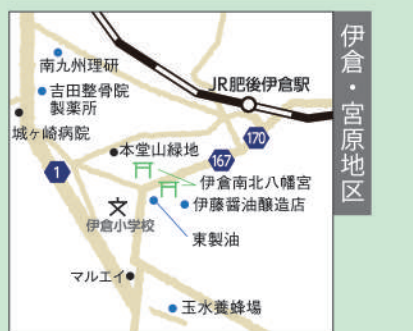 伊倉・宮原地区
南九州理研
JR肥後伊倉駅
吉田整骨院
製薬所
城ヶ崎病院
170
本堂山緑地
167
1
伊倉南北八幡宮
伊藤醤油醸造店
伊倉小学校
東製油
マルエイ
玉水養蜂場